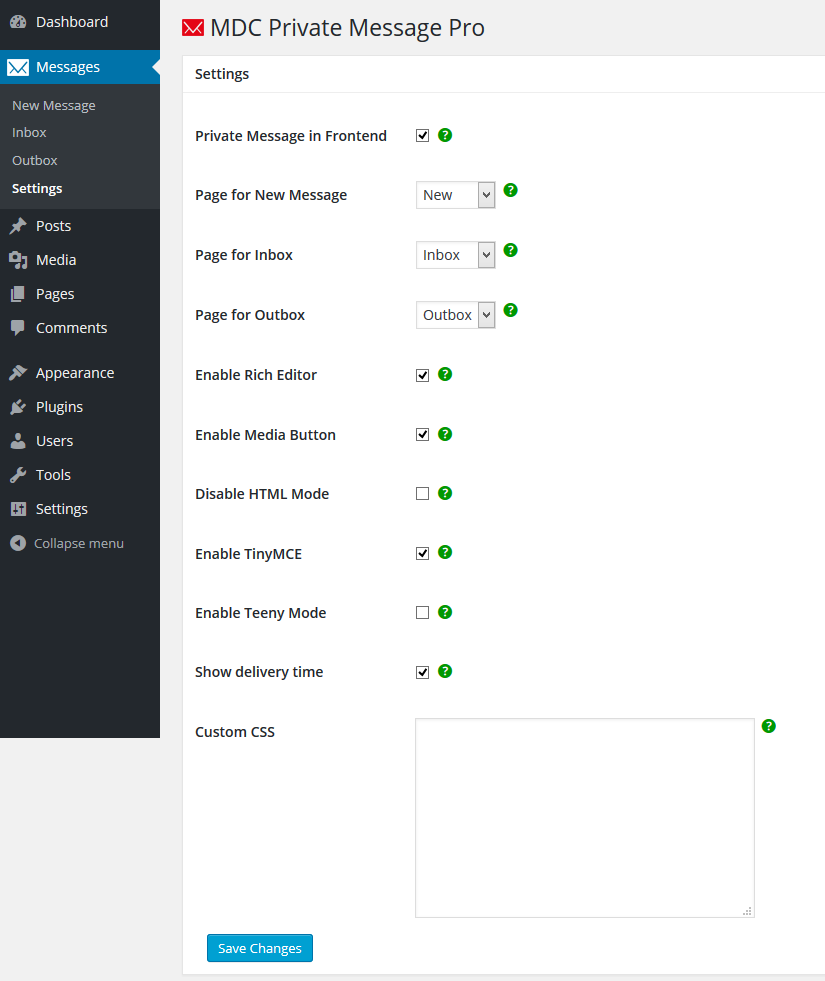 Dashboard
Messages
New Message
Inbox
Outbox
Settings
Posts
Media
Pages
Comments
Appearance
Plugins
Users
Tools
Settings
Collapse menu
MDC Private Message Pro
Settings
Private Message in Frontend ?
Page for New Message New ?
Page for Inbox Inbox ?
Page for Outbox Outbox ?
Enable Rich Editor ?
Enable Media Button ?
Disable HTML Mode ?
Enable TinyMCE ?
Enable Teeny Mode ?
Show delivery time ?
Custom CSS ?
Save Changes